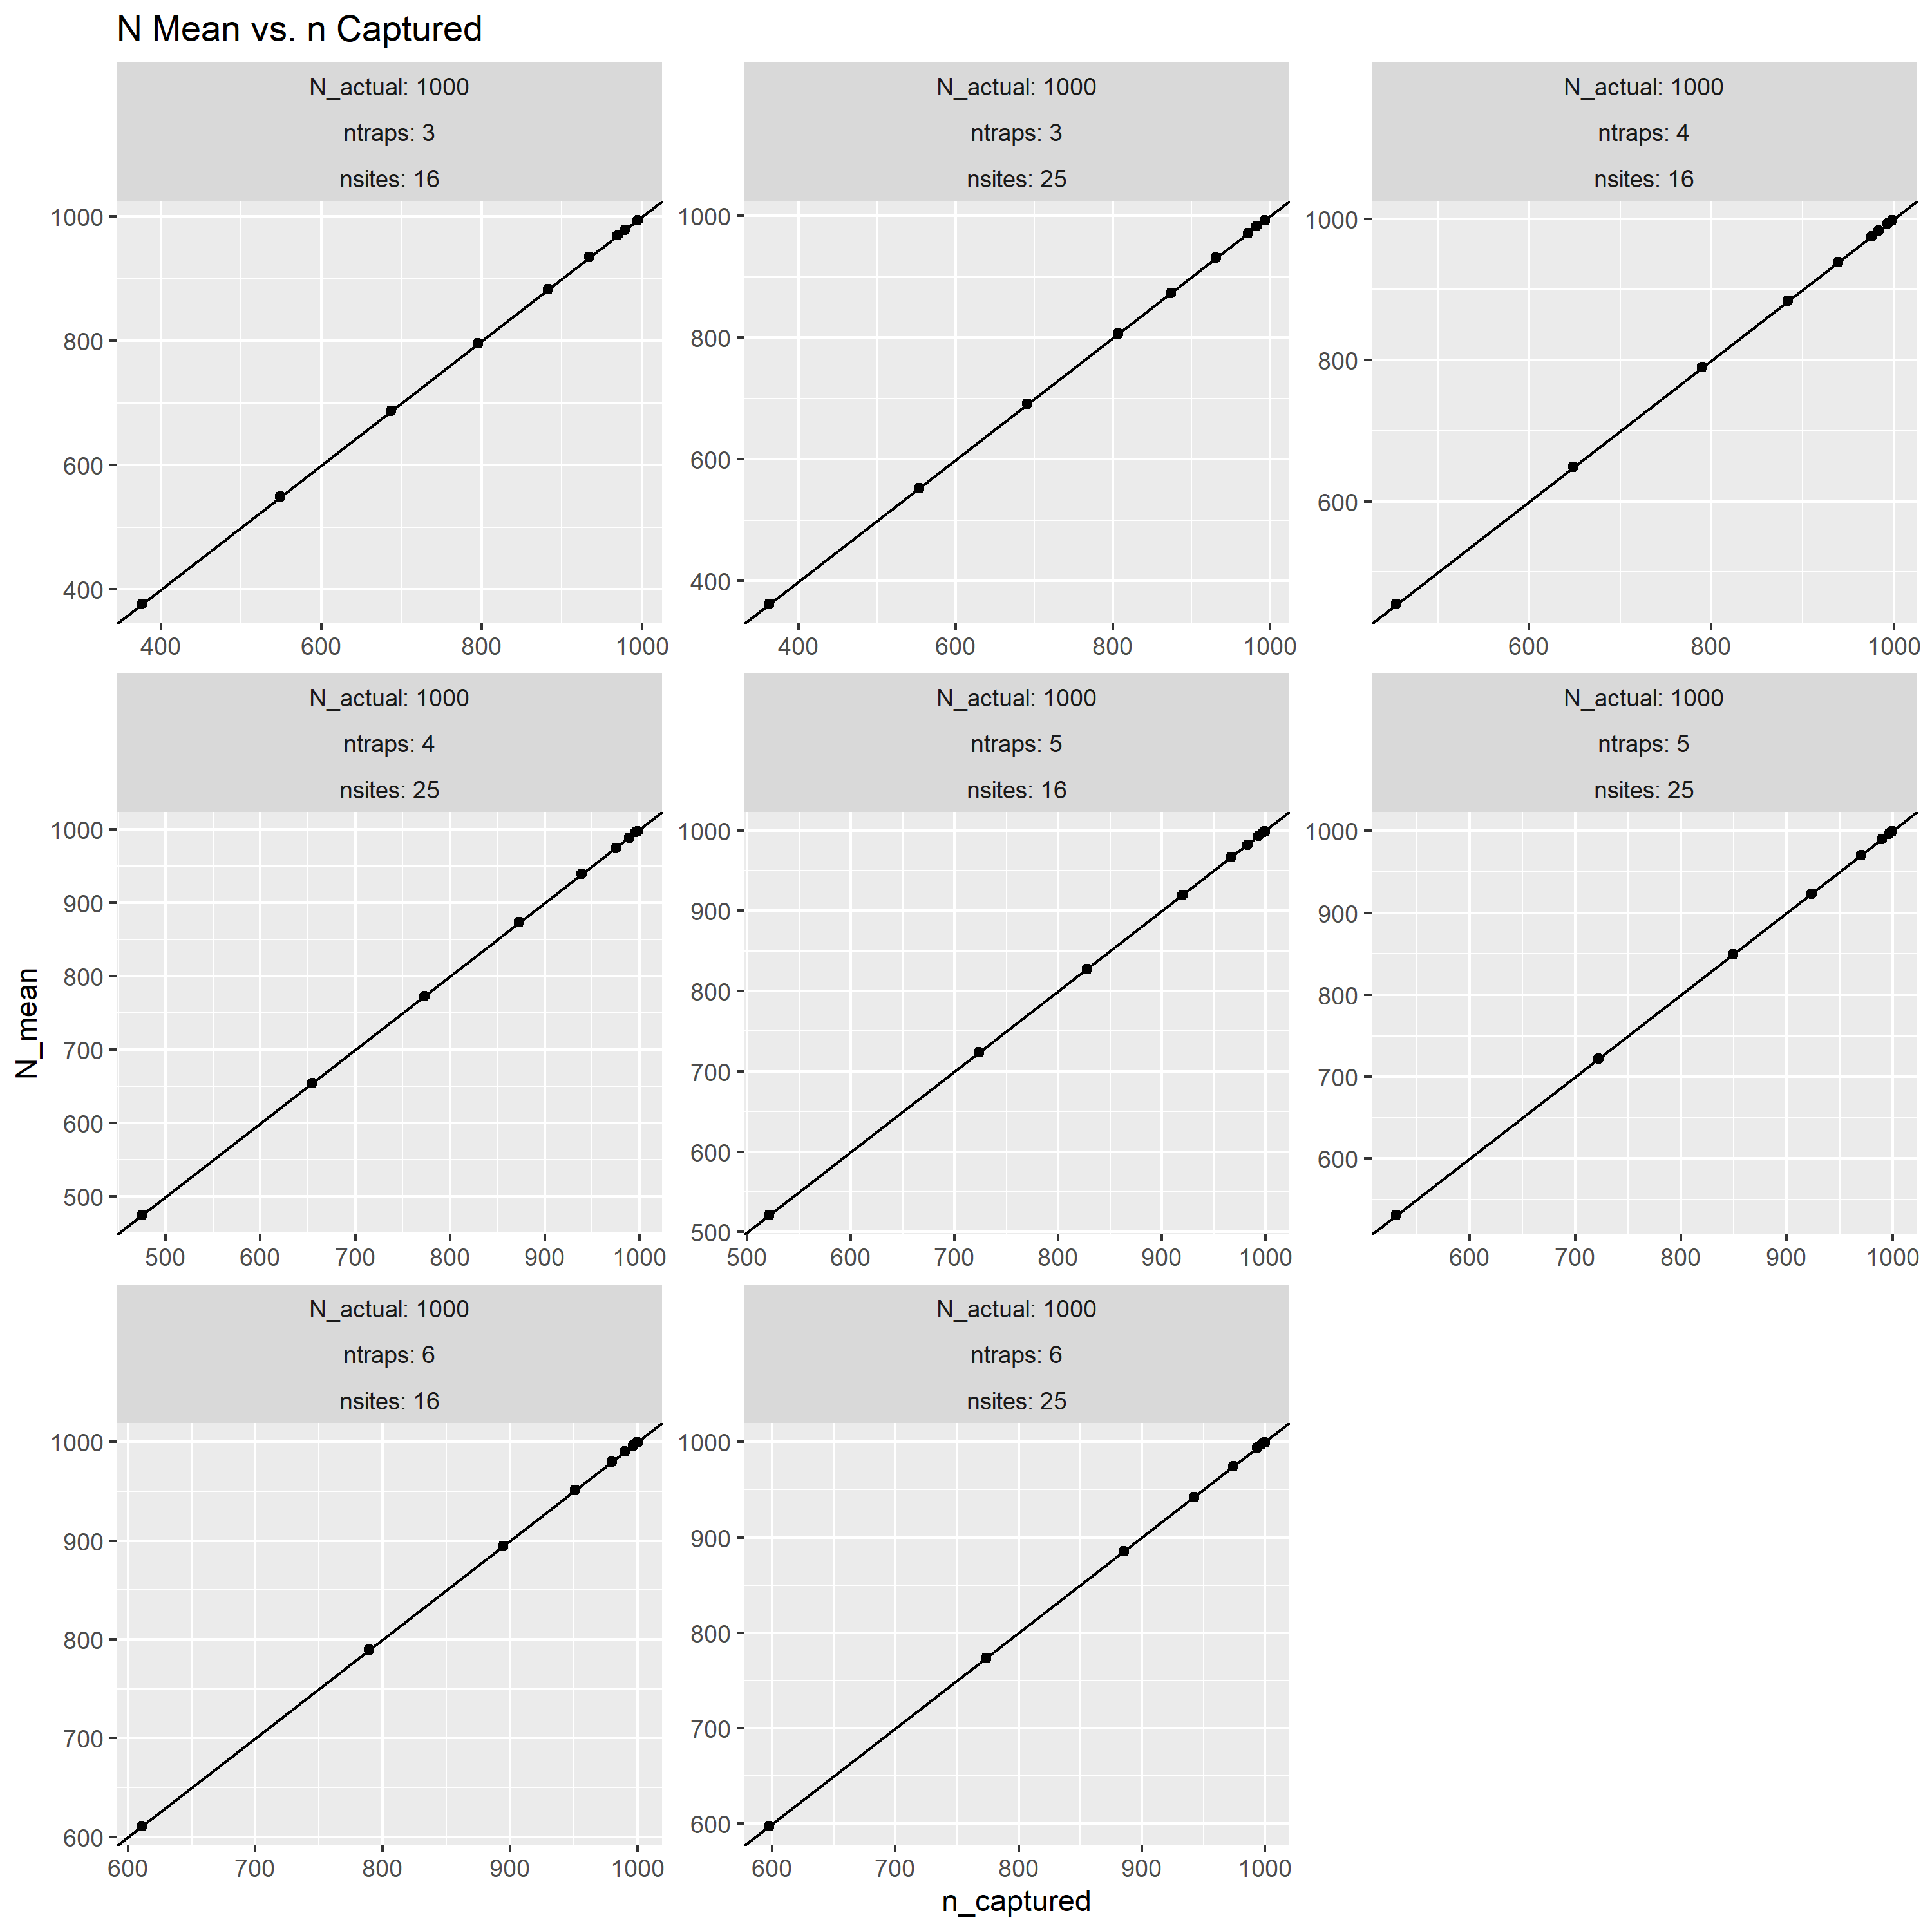 N Mean vs. n Captured
N_actual: 1000
ntraps: 3
nsites: 16
1000
800
600
400
400 600 800 1000
N_actual: 1000
ntraps: 3
nsites: 25
1000
800
600
400
400 600 800 1000
N_actual: 1000
ntraps: 4
nsites: 16
1000
800
600
600 800 1000
N_mean
N_actual: 1000
ntraps: 4
nsites: 25
1000
900
800
700
600
500
500 600 700 800 900 1000
N_actual: 1000
ntraps: 5
nsites: 16
1000
900
800
700
600
500
500 600 700 800 900 1000
N_actual: 1000
ntraps: 5
nsites: 25
1000
900
800
700
600
600 700 800 900 1000
N_actual: 1000
ntraps: 6
nsites: 16
1000
900
800
700
600
600 700 800 900 1000
N_actual: 1000
ntraps: 6
nsites: 25
1000
900
800
700
600
600 700 800 900 1000
n_captured